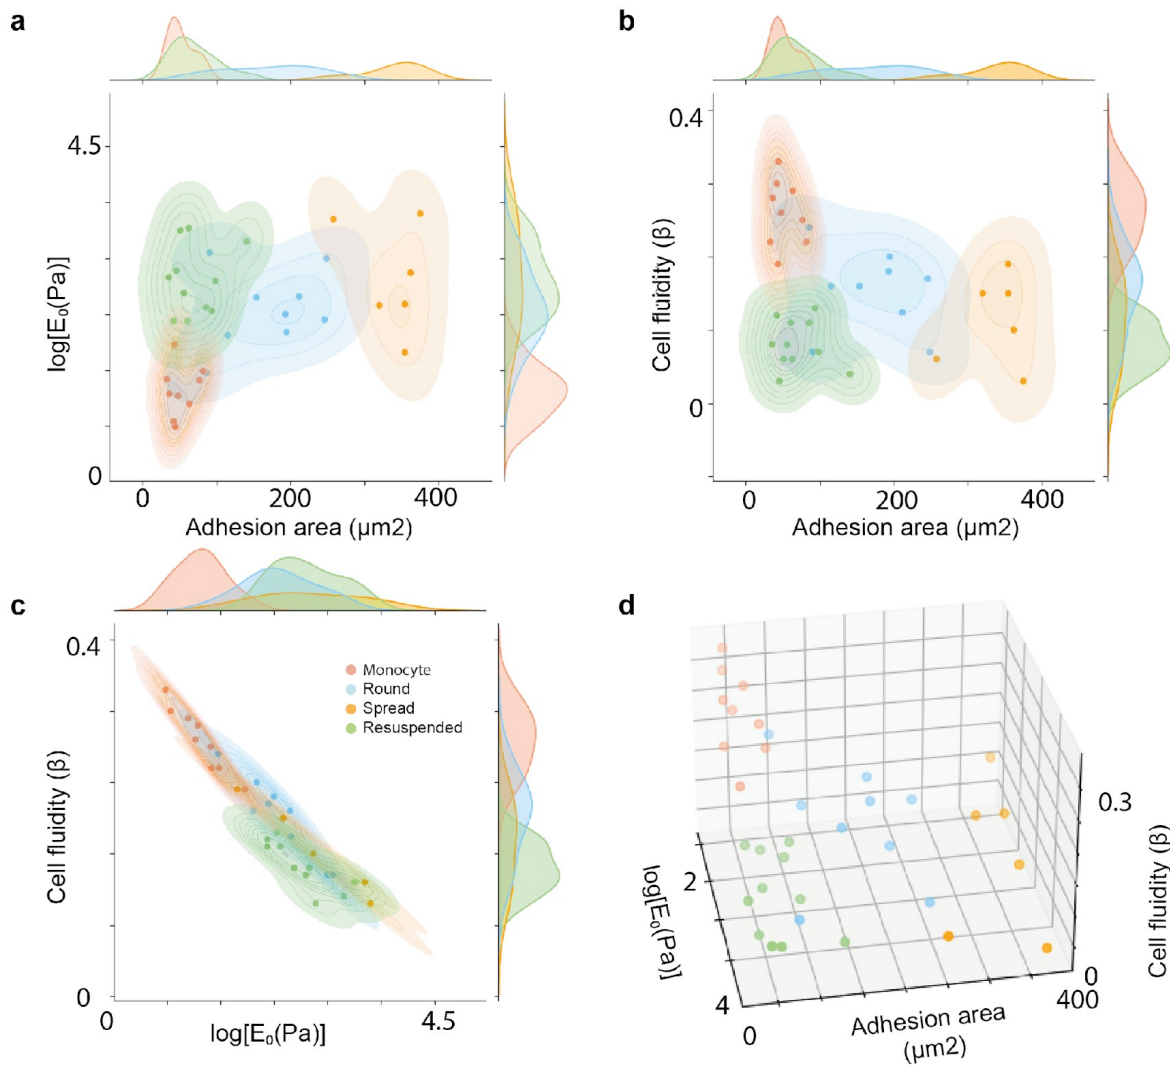 a
4.5
log[E₀(Pa)]
0
0
200
400
Adhesion area (μm2)
b
0.4
Cell fluidity (β)
0
0
200
400
Adhesion area (μm2)
c
0.4
Cell fluidity (β)
0
0
4.5
log[E₀(Pa)]
Monocyte
Round
Spread
Resuspended
d
log[E₀(Pa)]
2
4
0
Adhesion area
(μm2)
400
0
0.3
Cell fluidity (β)